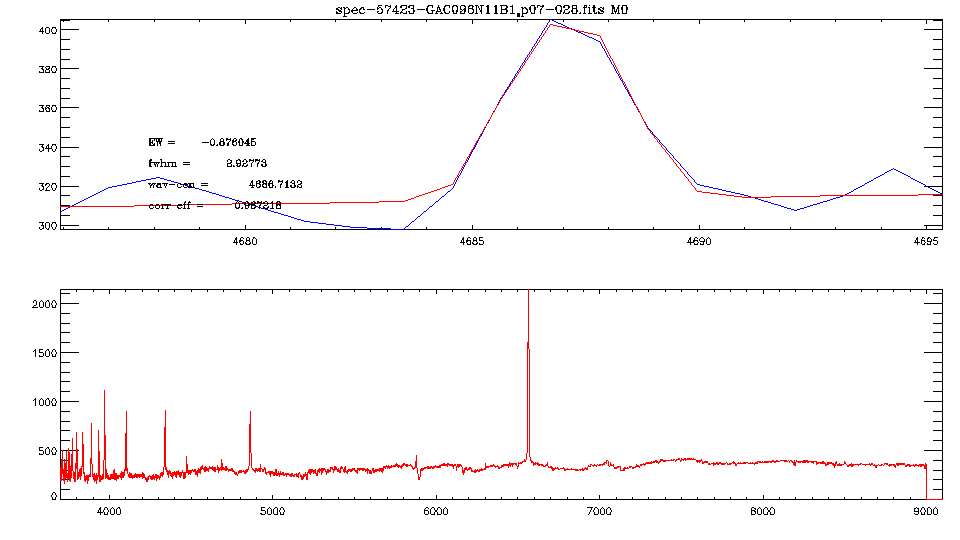 spec-57423-GAC096N11B1_p07-028.fits M0
400
380
360
340
320
300
EW = -0.876045
fwhm = 2.92773
wav-cen = 4686.7132
corr eff = 0.967218
4680 4685 4690 4695
2000
1500
1000
500
0
4000 5000 6000 7000 8000 9000